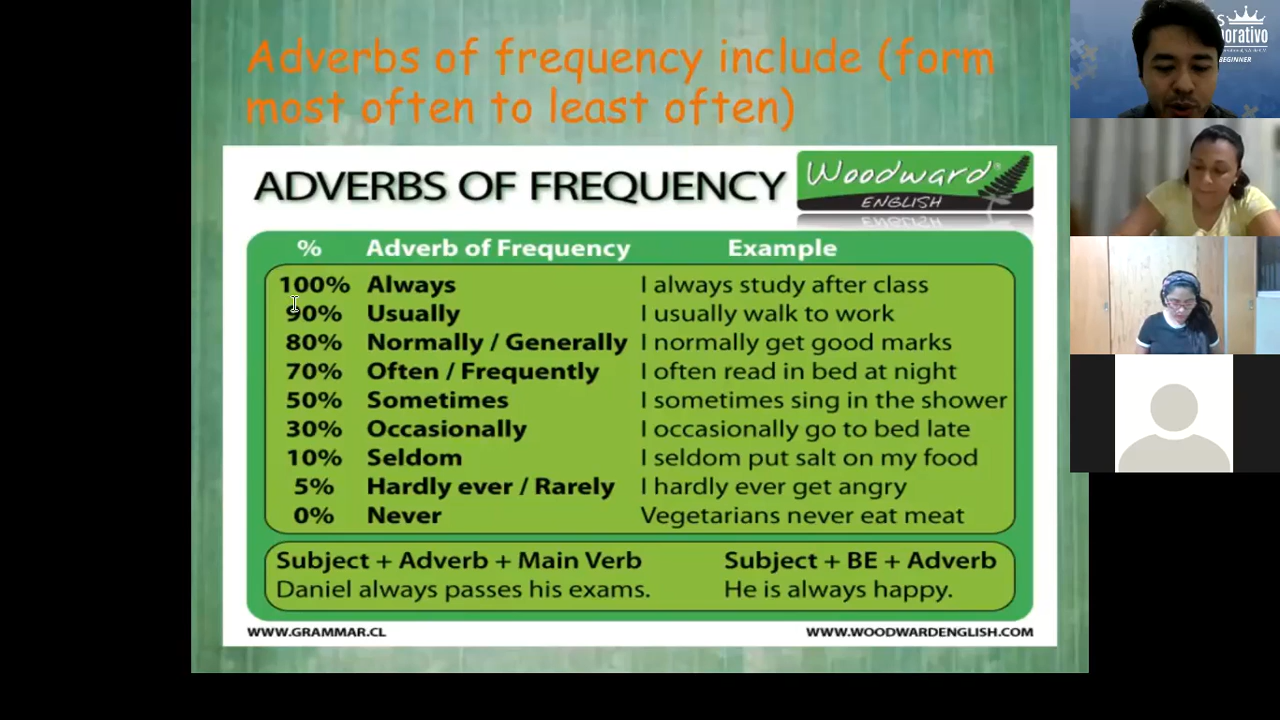 Adverbs of frequency include (form
most often to least often)
ADVERBS OF FREQUENCY
Woodward®
ENGLISH
% Adverb of Frequency Example
100% Always I always study after class
90% Usually I usually walk to work
80% Normally / Generally I normally get good marks
70% Often / Frequently I often read in bed at night
50% Sometimes I sometimes sing in the shower
30% Occasionally I occasionally go to bed late
10% Seldom I seldom put salt on my food
5% Hardly ever / Rarely I hardly ever get angry
0% Never Vegetarians never eat meat
Subject + Adverb + Main Verb Subject + BE + Adverb
Daniel always passes his exams. He is always happy.
WWW.GRAMMAR.CL WWW.WOODWARDENGLISH.COM
BEGINNER